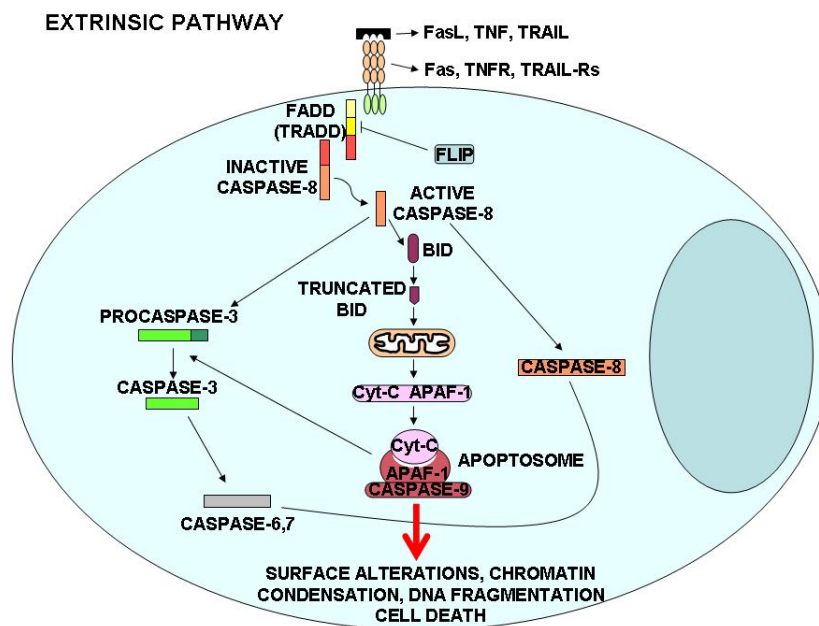 EXTRINSIC PATHWAY
FasL, TNF, TRAIL
Fas, TNFR, TRAIL-Rs
FADD
(TRADD)
FLIP
INACTIVE
CASPASE-8
ACTIVE
CASPASE-8
BID
TRUNCATED
BID
PROCASPASE-3
CASPASE-8
CASPASE-3
Cyt-C APAF-1
Cyt-C
APOPTOSOME
APAF-1
CASPASE-9
CASPASE-6,7
SURFACE ALTERATIONS, CHROMATIN
CONDENSATION, DNA FRAGMENTATION
CELL DEATH